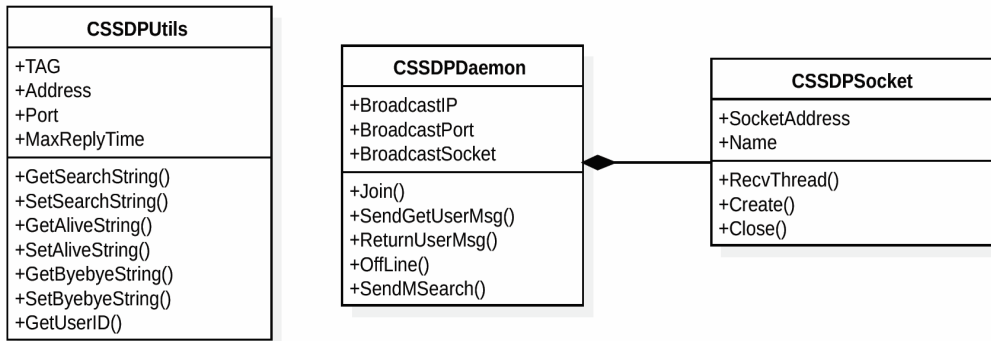 CSSDPUtils
+TAG
+Address
+Port
+MaxReplyTime
+GetSearchString()
+SetSearchString()
+GetAliveString()
+SetAliveString()
+GetByebyeString()
+SetByebyeString()
+GetUserID()
CSSDPDaemon
+BroadcastIP
+BroadcastPort
+BroadcastSocket
+Join()
+SendGetUserMsg()
+ReturnUserMsg()
+OffLine()
+SendMSearch()
CSSDPSocket
+SocketAddress
+Name
+RecvThread()
+Create()
+Close()